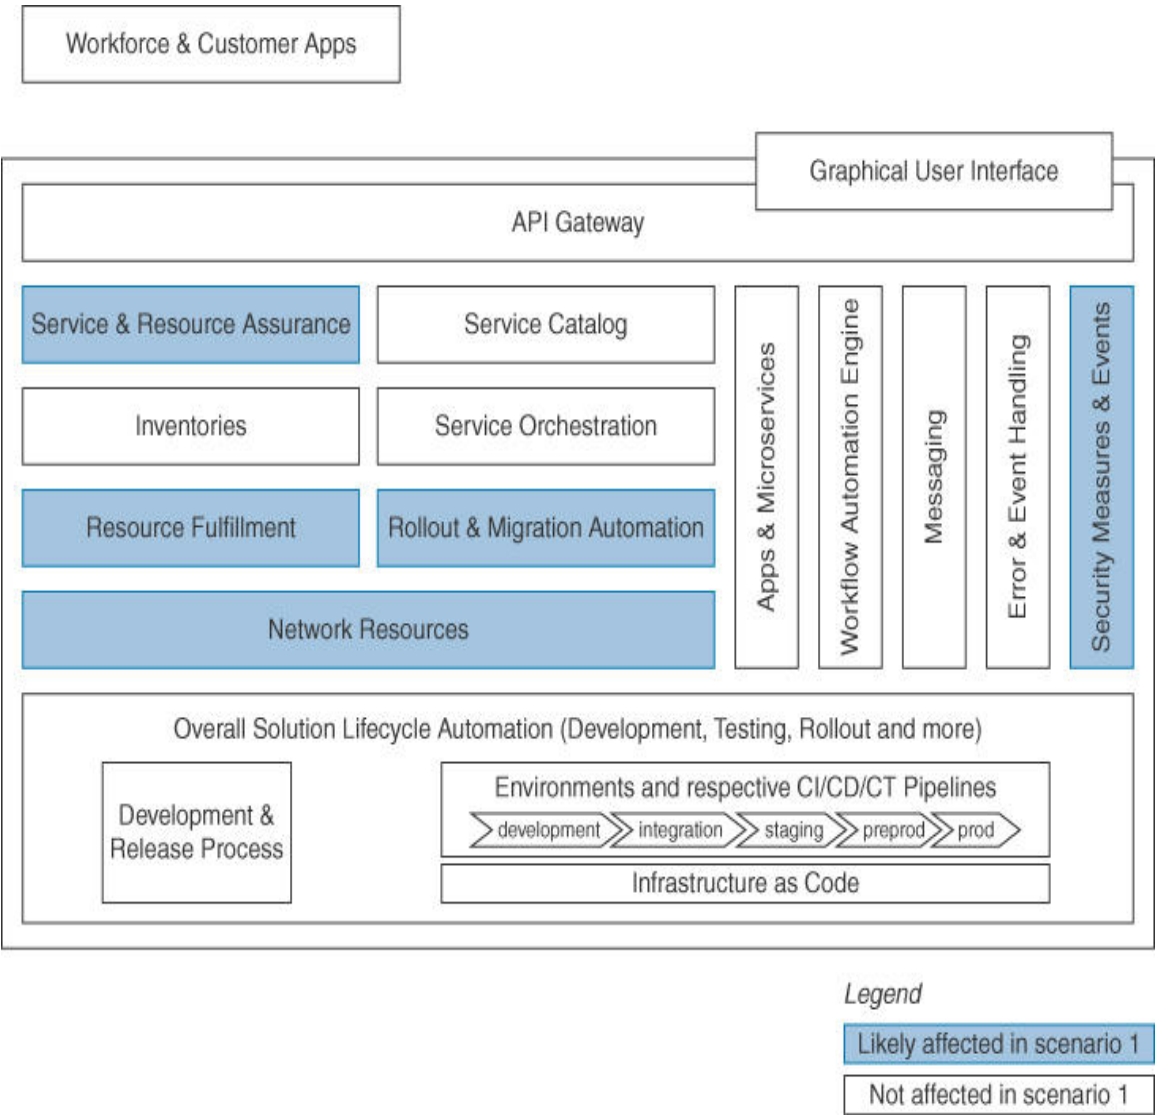 Workforce & Customer Apps
Graphical User Interface
API Gateway
Service & Resource Assurance
Service Catalog
Inventories
Service Orchestration
Resource Fulfillment
Rollout & Migration Automation
Network Resources
Apps & Microservices
Workflow Automation Engine
Messaging
Error & Event Handling
Security Measures & Events
Overall Solution Lifecycle Automation (Development, Testing, Rollout and more)
Development &
Release Process
Environments and respective CI/CD/CT Pipelines
development
integration
staging
preprod
prod
Infrastructure as Code
Legend
Likely affected in scenario 1
Not affected in scenario 1